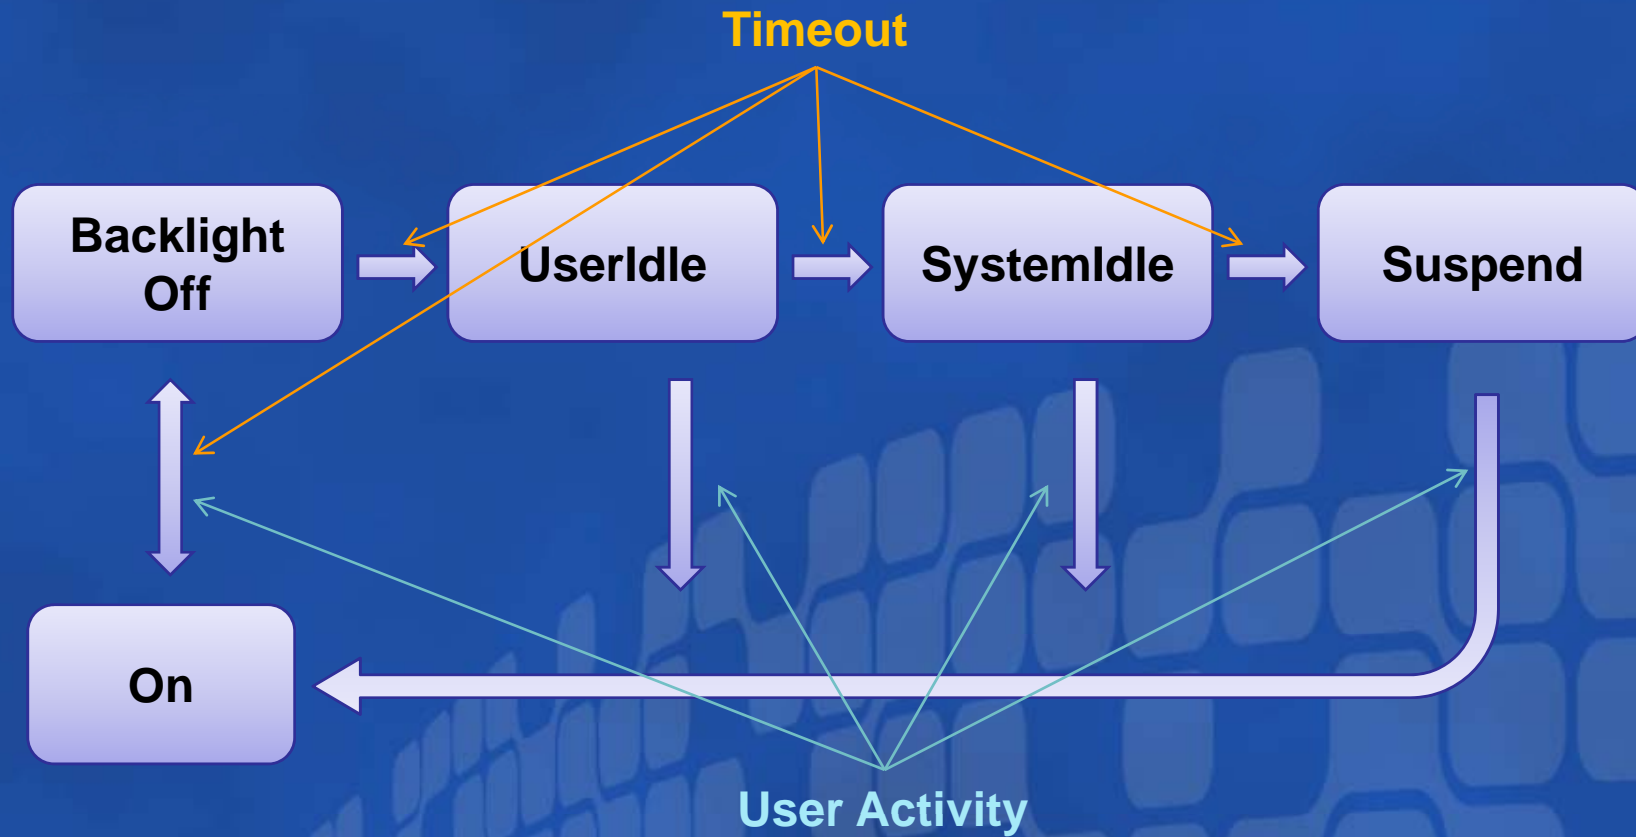 Timeout
Backlight
Off
UserIdle
SystemIdle
Suspend
On
User Activity